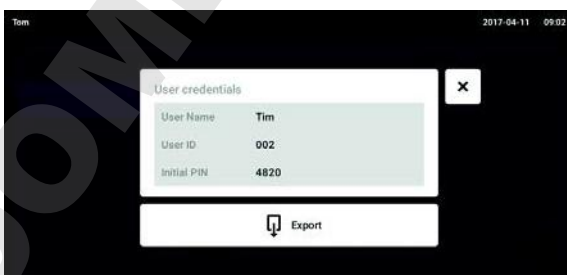 Tom 2017-04-11 09:02
User credentials
User Name Tim
User ID 002
Initial PIN 4820
Export